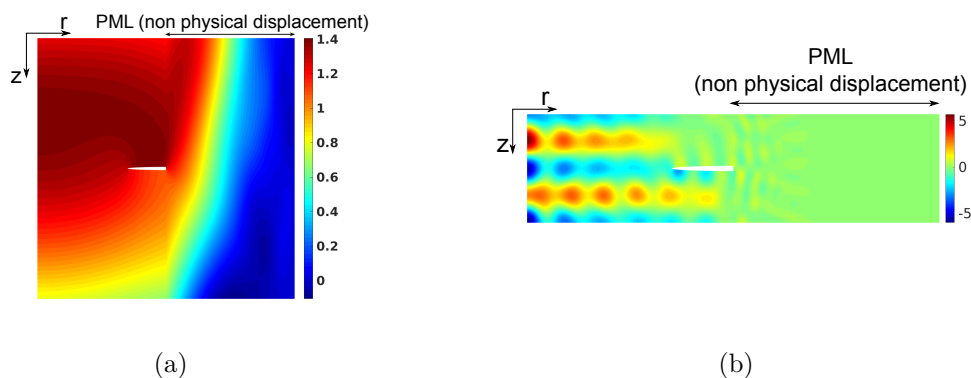 PML (non physical displacement)
r
z
1.4
1.2
1
0.8
0.6
0.4
0.2
0
(a)
PML
(non physical displacement)
r
z
5
0
-5
(b)